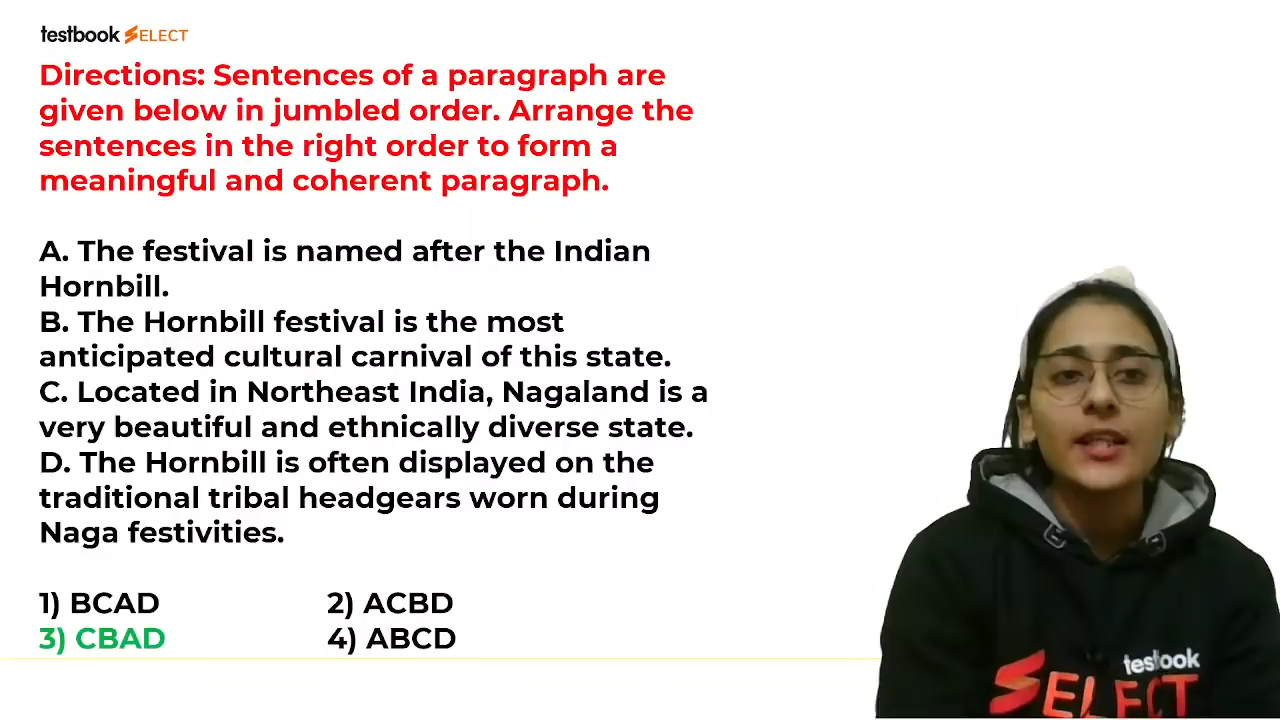 testbook SELECT
Directions: Sentences of a paragraph are
given below in jumbled order. Arrange the
sentences in the right order to form a
meaningful and coherent paragraph.
A. The festival is named after the Indian
Hornbill.
B. The Hornbill festival is the most
anticipated cultural carnival of this state.
C. Located in Northeast India, Nagaland is a
very beautiful and ethnically diverse state.
D. The Hornbill is often displayed on the
traditional tribal headgears worn during
Naga festivities.
1) BCAD 2) ACBD
3) CBAD 4) ABCD
testbook
SELECT